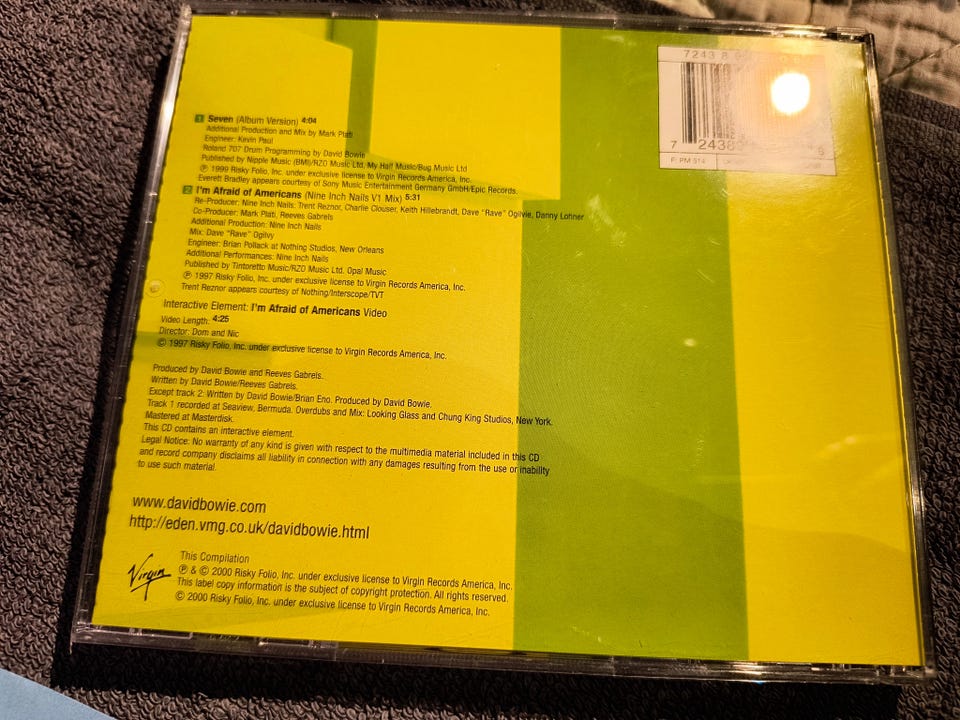 1 Seven (Album Version) 4:04
Additional Production and Mix by Mark Plati
Engineer: Kevin Paul
Roland 707 Drum Programming by David Bowie
Published by Nipple Music (BMI)/RZO Music Ltd, My Half Music/Bug Music Ltd
℗ 1999 Risky Folio, Inc. under exclusive license to Virgin Records America, Inc.
Everett Bradley appears courtesy of Sony Music Entertainment Germany GmbH/Epic Records.
2 I'm Afraid of Americans (Nine Inch Nails V1 Mix) 5:31
Re-Producer: Nine Inch Nails: Trent Reznor, Charlie Clouser, Keith Hillebrandt, Dave "Rave" Ogilvie, Danny Lohner
Co-Producer: Mark Plati, Reeves Gabrels
Additional Production: Nine Inch Nails
Mix: Dave "Rave" Ogilvy
Engineer: Brian Pollack at Nothing Studios, New Orleans
Additional Performances: Nine Inch Nails
Published by Tintoretto Music/RZO Music Ltd. Opal Music
℗ 1997 Risky Folio, Inc. under exclusive license to Virgin Records America, Inc.
Trent Reznor appears courtesy of Nothing/Interscope/TVT
Interactive Element: I'm Afraid of Americans Video
Video Length: 4:25
Director: Dom and Nic
© 1997 Risky Folio, Inc. under exclusive license to Virgin Records America, Inc.
Produced by David Bowie and Reeves Gabrels.
Written by David Bowie/Reeves Gabrels.
Except track 2: Written by David Bowie/Brian Eno. Produced by David Bowie.
Track 1 recorded at Seaview, Bermuda. Overdubs and Mix: Looking Glass and Chung King Studios, New York.
Mastered at Masterdisk.
This CD contains an interactive element.
Legal Notice: No warranty of any kind is given with respect to the multimedia material included in this CD
and record company disclaims all liability in connection with any damages resulting from the use or inability
to use such material.
www.davidbowie.com
http://eden.vmg.co.uk/davidbowie.html
Virgin
This Compilation
℗ & © 2000 Risky Folio, Inc. under exclusive license to Virgin Records America, Inc.
This label copy information is the subject of copyright protection. All rights reserved.
© 2000 Risky Folio, Inc. under exclusive license to Virgin Records America, Inc.
7243 8
7 24389
F: PM 514